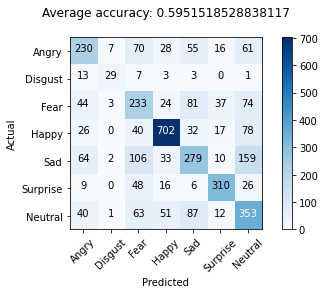 Average accuracy: 0.5951518528838117
Actual
Angry 230 7 70 28 55 16 61
Disgust 13 29 7 3 3 0 1
Fear 44 3 233 24 81 37 74
Happy 26 0 40 702 32 17 78
Sad 64 2 106 33 279 10 159
Surprise 9 0 48 16 6 310 26
Neutral 40 1 63 51 87 12 353
Angry Disgust Fear Happy Sad Surprise Neutral
Predicted
700
600
500
400
300
200
100
0